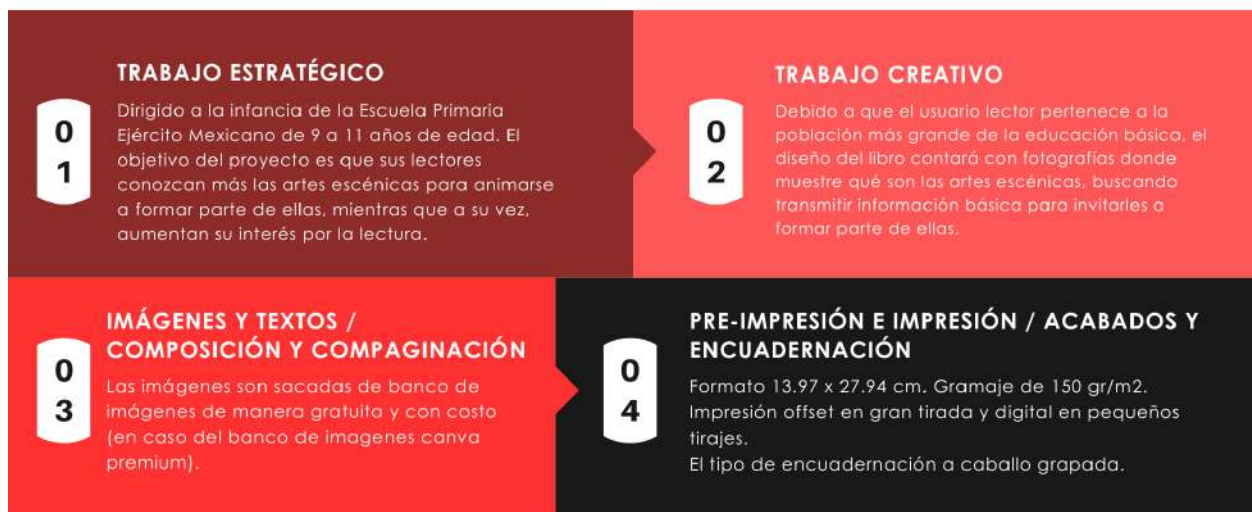 0
1
TRABAJO ESTRATÉGICO
Dirigido a la infancia de la Escuela Primaria
Ejército Mexicano de 9 a 11 años de edad. El
objetivo del proyecto es que sus lectores
conozcan más las artes escénicas para animarse
a formar parte de ellas, mientras que a su vez,
aumentan su interés por la lectura.
0
2
TRABAJO CREATIVO
Debido a que el usuario lector pertenece a la
población más grande de la educación básica, el
diseño del libro contará con fotografías donde
muestre qué son las artes escénicas, buscando
transmitir información básica para invitarles a
formar parte de ellas.
0
3
IMÁGENES Y TEXTOS /
COMPOSICIÓN Y COMPAGINACIÓN
Las imágenes son sacadas de banco de
imágenes de manera gratuita y con costo
(en caso del banco de imagenes canva
premium).
0
4
PRE-IMPRESIÓN E IMPRESIÓN / ACABADOS Y
ENCUADERNACIÓN
Formato 13.97 x 27.94 cm. Gramaje de 150 gr/m2.
Impresión offset en gran tirada y digital en pequeños
tirajes.
El tipo de encuadernación a caballo grapada.